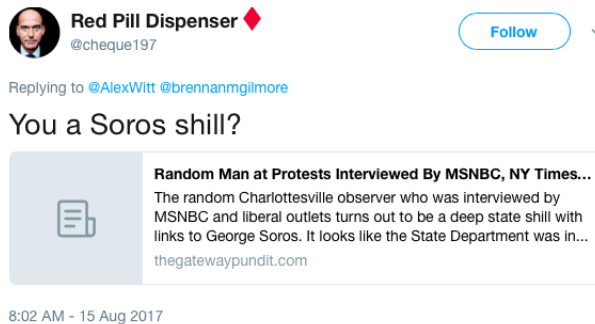 Red Pill Dispenser
@cheque197
Follow
Replying to @AlexWitt @brennanmgilmore
You a Soros shill?
Random Man at Protests Interviewed By MSNBC, NY Times...
The random Charlottesville observer who was interviewed by
MSNBC and liberal outlets turns out to be a deep state shill with
links to George Soros. It looks like the State Department was in...
thegatewaypundit.com
8:02 AM - 15 Aug 2017